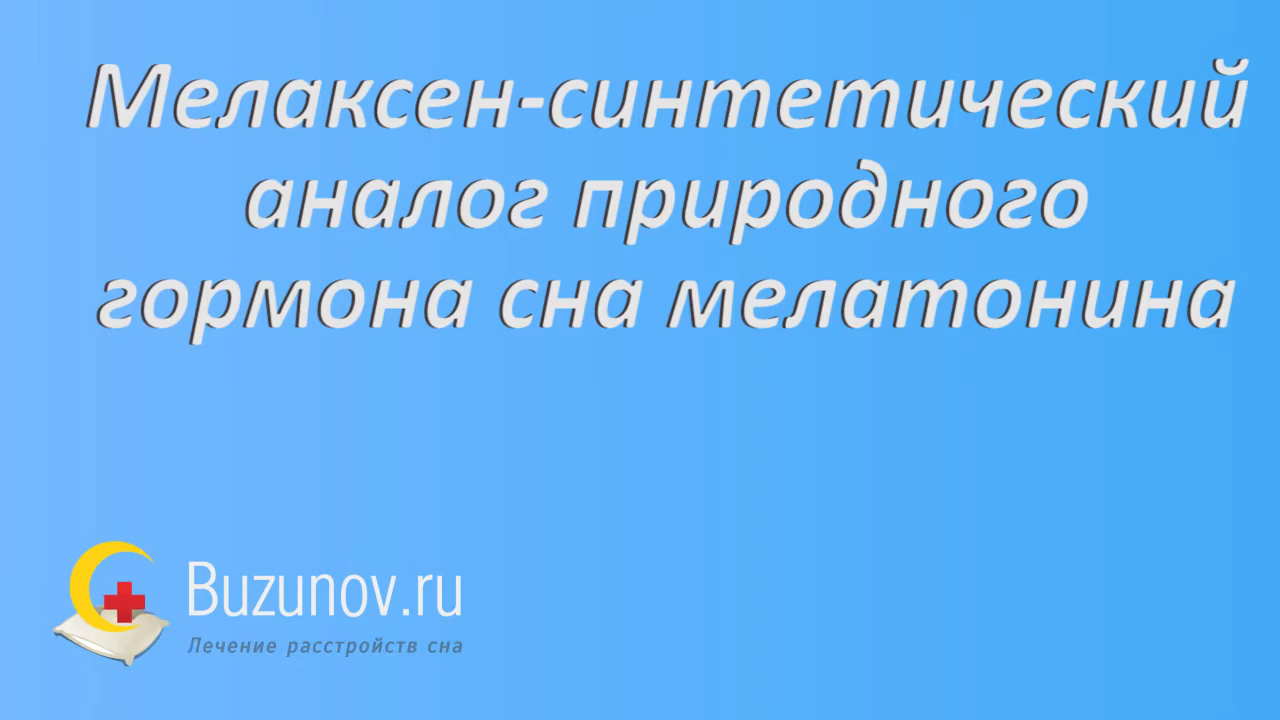 Мелаксен-синтетический
аналог природного
гормона сна мелатонина
Buzunov.ru
Лечение расстройств сна